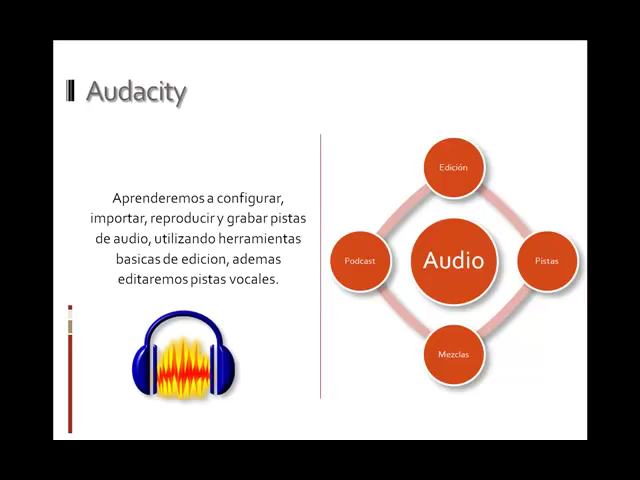 Audacity
Aprenderemos a configurar,
importar, reproducir y grabar pistas
de audio, utilizando herramientas
basicas de edicion, ademas
editaremos pistas vocales.
Edición
Podcast
Audio
Pistas
Mezclas